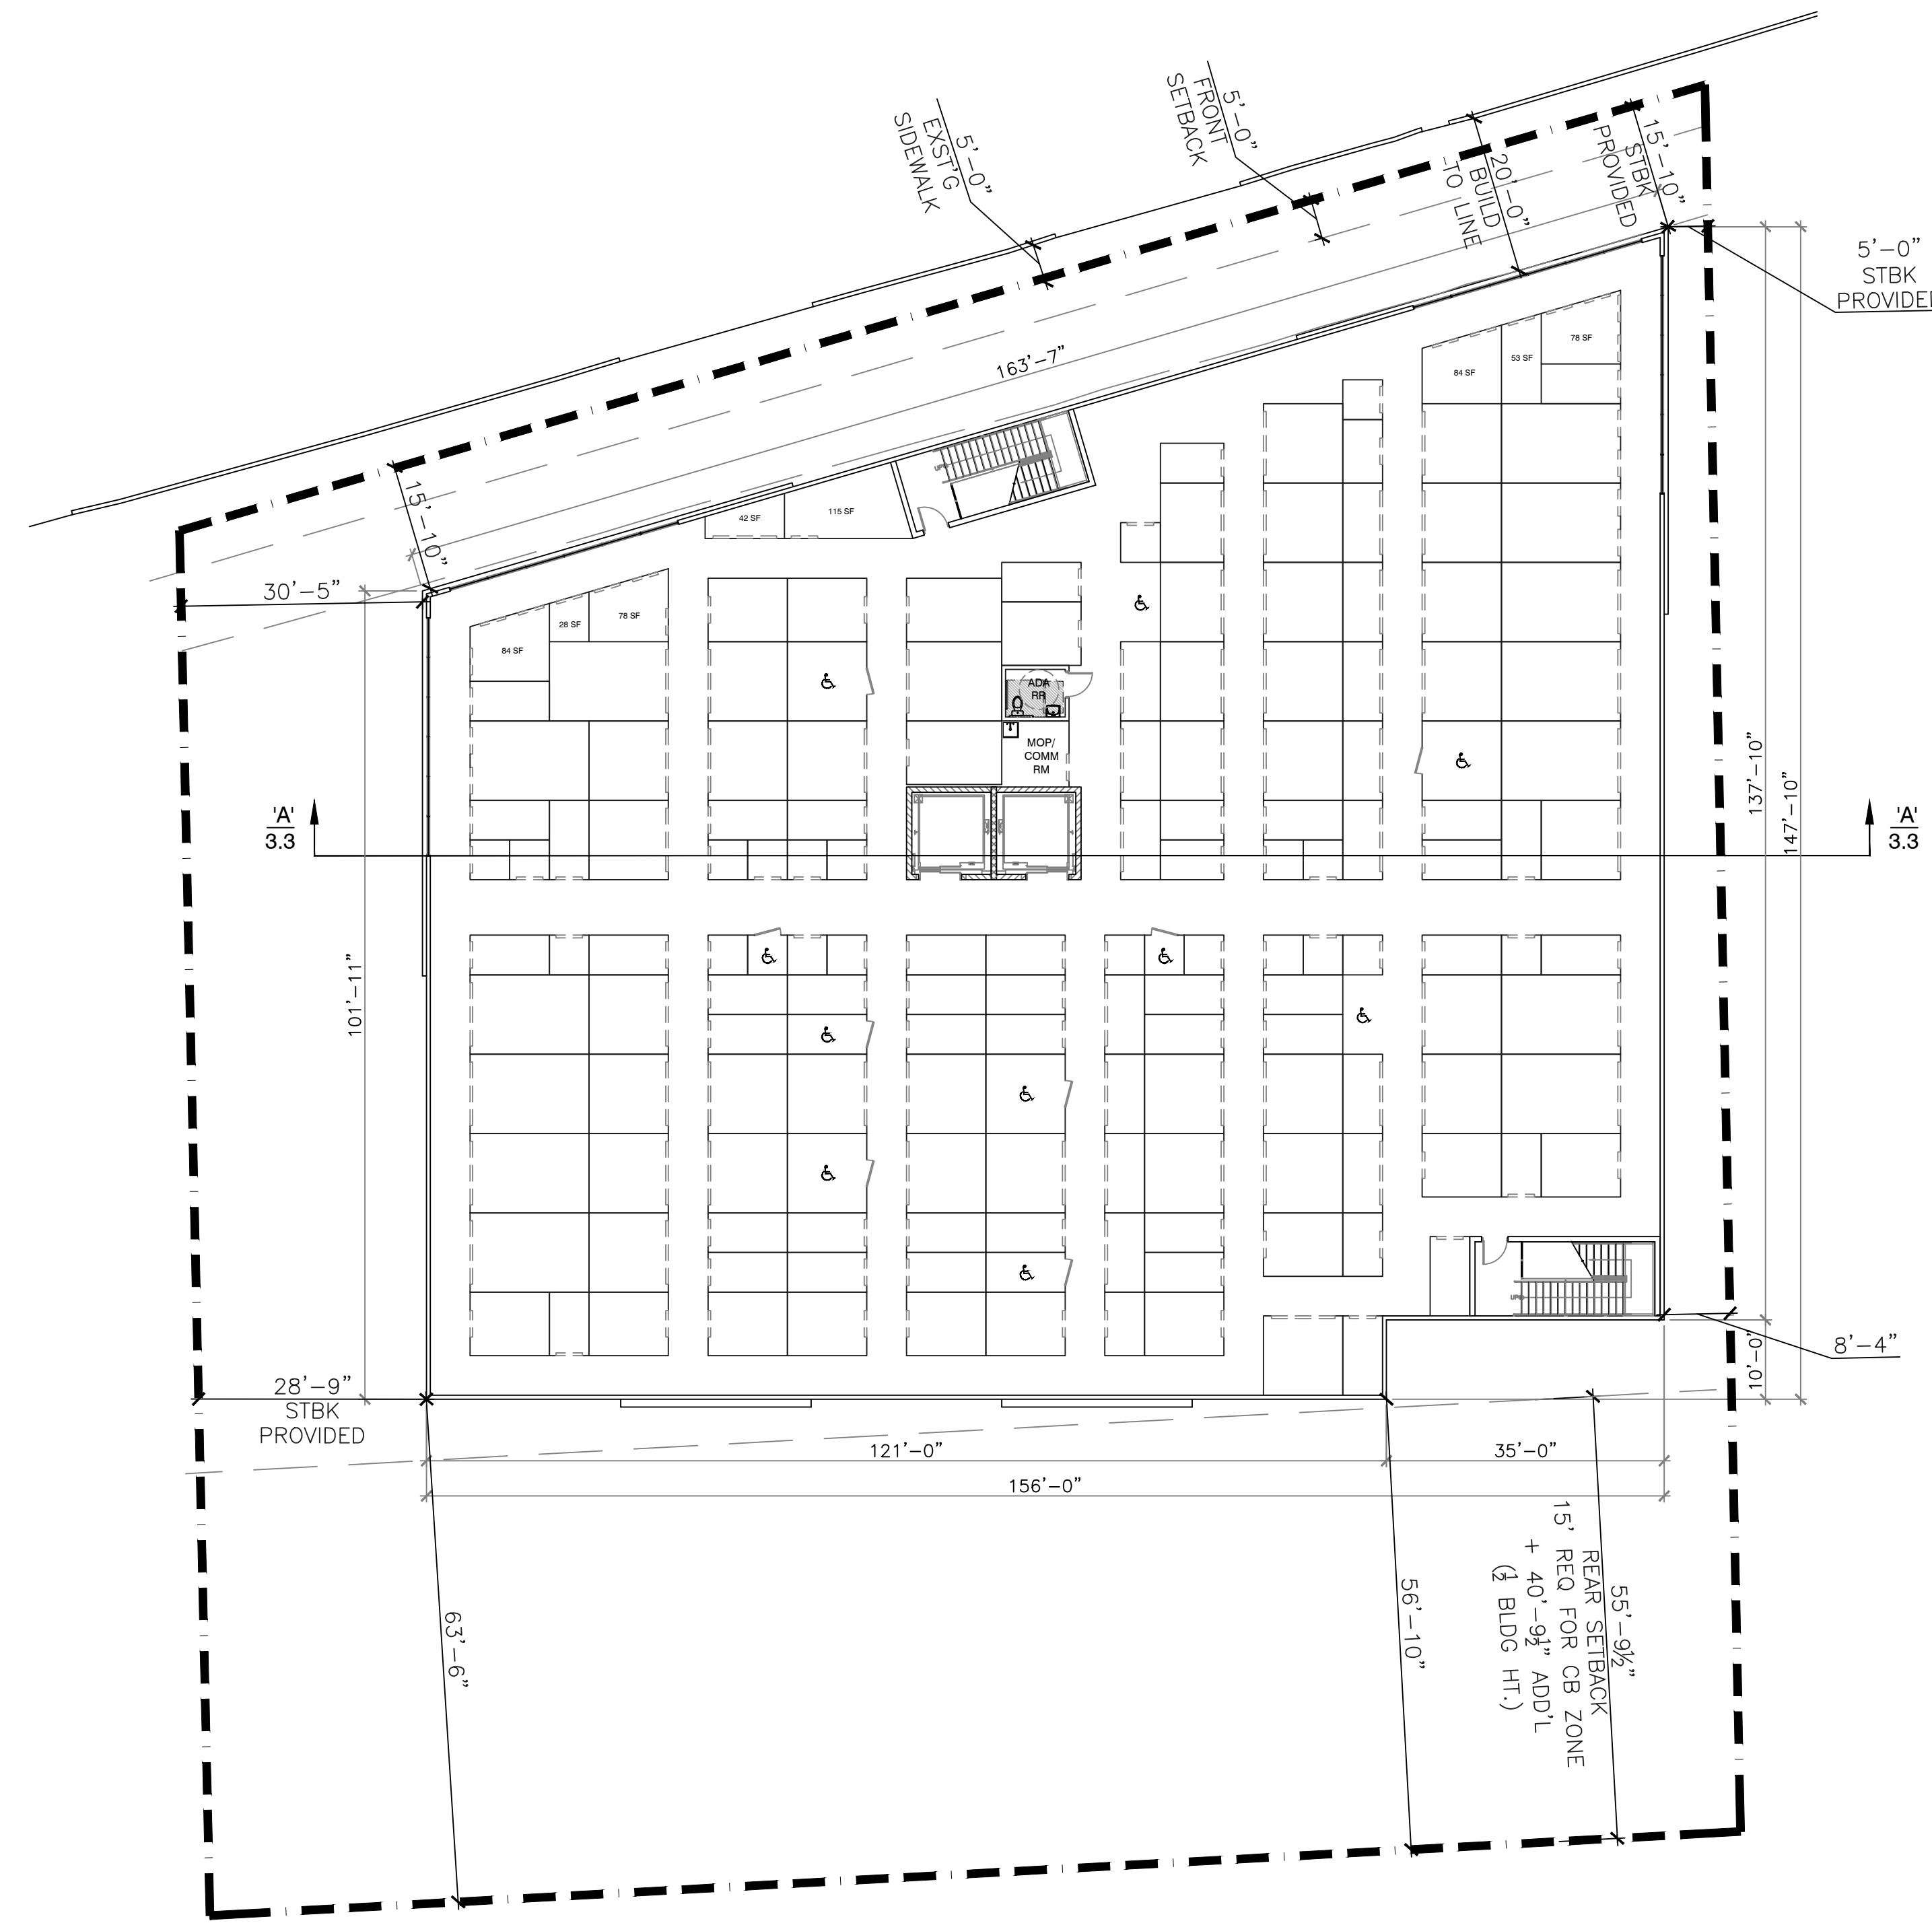 5'-0"
EXST'G
SIDEWALK
5'-0"
FRONT
SETBACK
20'-0"
BUILD
TO LINE
15'-10"
STBK
PROVIDED
5'-0"
STBK
PROVIDE
163'-7"
15'-10"
30'-5"
84 SF
53 SF
78 SF
42 SF
115 SF
UP
84 SF
28 SF
78 SF
ADA
RR
MOP/
COMM
RM
'A'
3.3
'A'
3.3
137'-10"
147'-10"
101'-11"
UP
10'-0"
8'-4"
28'-9"
STBK
PROVIDED
121'-0"
35'-0"
156'-0"
63'-6"
56'-10"
55'-9½"
REAR SETBACK
15' REQ FOR CB ZONE
+ 40'-9½" ADD'L
(½ BLDG HT.)